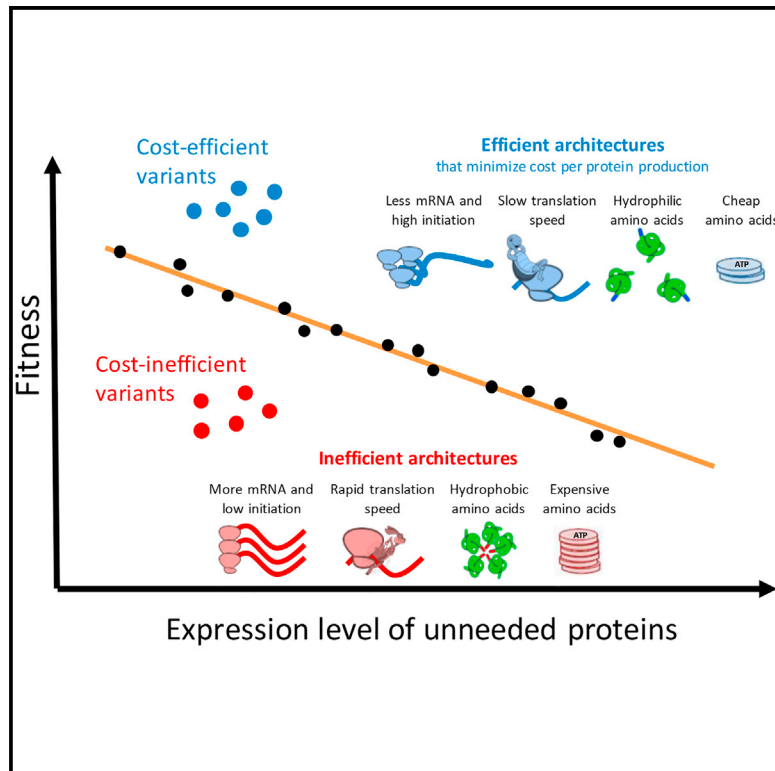 Cost-efficient
variants
Efficient architectures
that minimize cost per protein production
Less mRNA and
high initiation
Slow translation
speed
Hydrophilic
amino acids
Cheap
amino acids
ATP
Fitness
Cost-inefficient
variants
Inefficient architectures
More mRNA and
low initiation
Rapid translation
speed
Hydrophobic
amino acids
Expensive
amino acids
ATP
Expression level of unneeded proteins